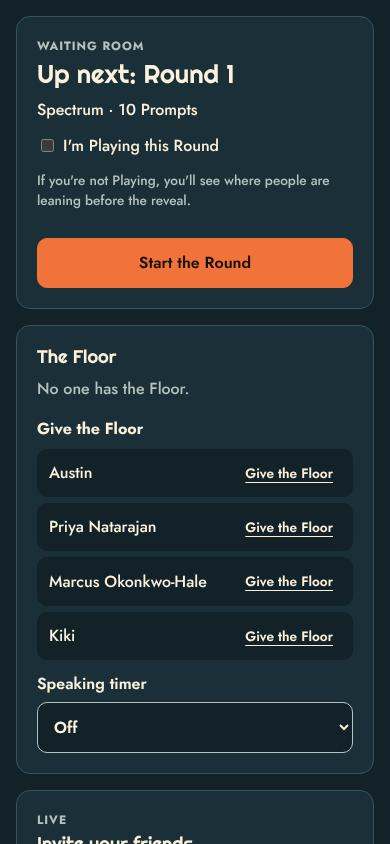 WAITING ROOM
Up next: Round 1
Spectrum · 10 Prompts
I'm Playing this Round
If you're not Playing, you'll see where people are
leaning before the reveal.
Start the Round
The Floor
No one has the Floor.
Give the Floor
Austin Give the Floor
Priya Natarajan Give the Floor
Marcus Okonkwo-Hale Give the Floor
Kiki Give the Floor
Speaking timer
Off
LIVE
Invite your friends